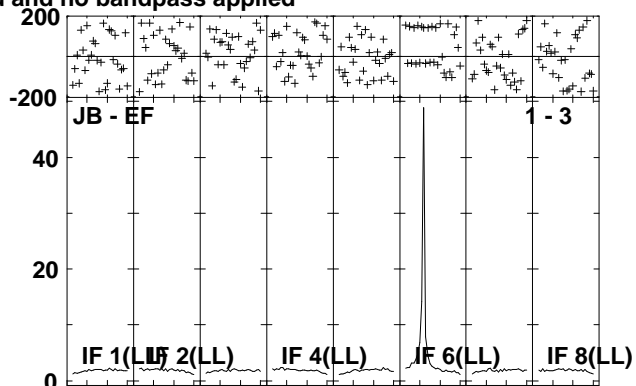 and no bandpass applied
200
-200
JB - EF
1 - 3
40
20
0
IF 1(LL)
IF 2(LL)
IF 4(LL)
IF 6(LL)
IF 8(LL)